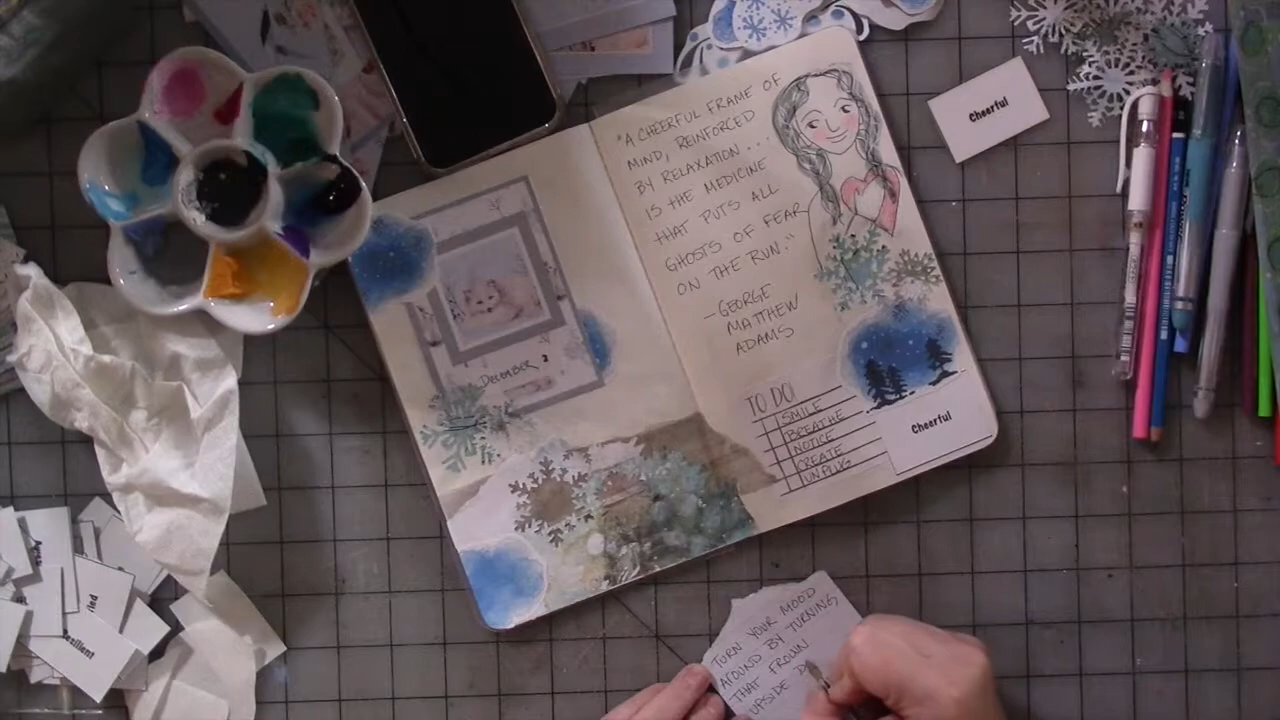 "A CHEERFUL FRAME OF
MIND, REINFORCED
BY RELAXATION...
IS THE MEDICINE
THAT PUTS ALL
GHOSTS OF FEAR
ON THE RUN."
—GEORGE
MATTHEW
ADAMS
TO DO!
SMILE
BREATHE
NOTICE
CREATE
UNPLUG
Cheerful
Cheerful
DECEMBER 2
TURN YOUR MOOD
AROUND BY TURNING
THAT FROWN
UPSIDE D
Resilient